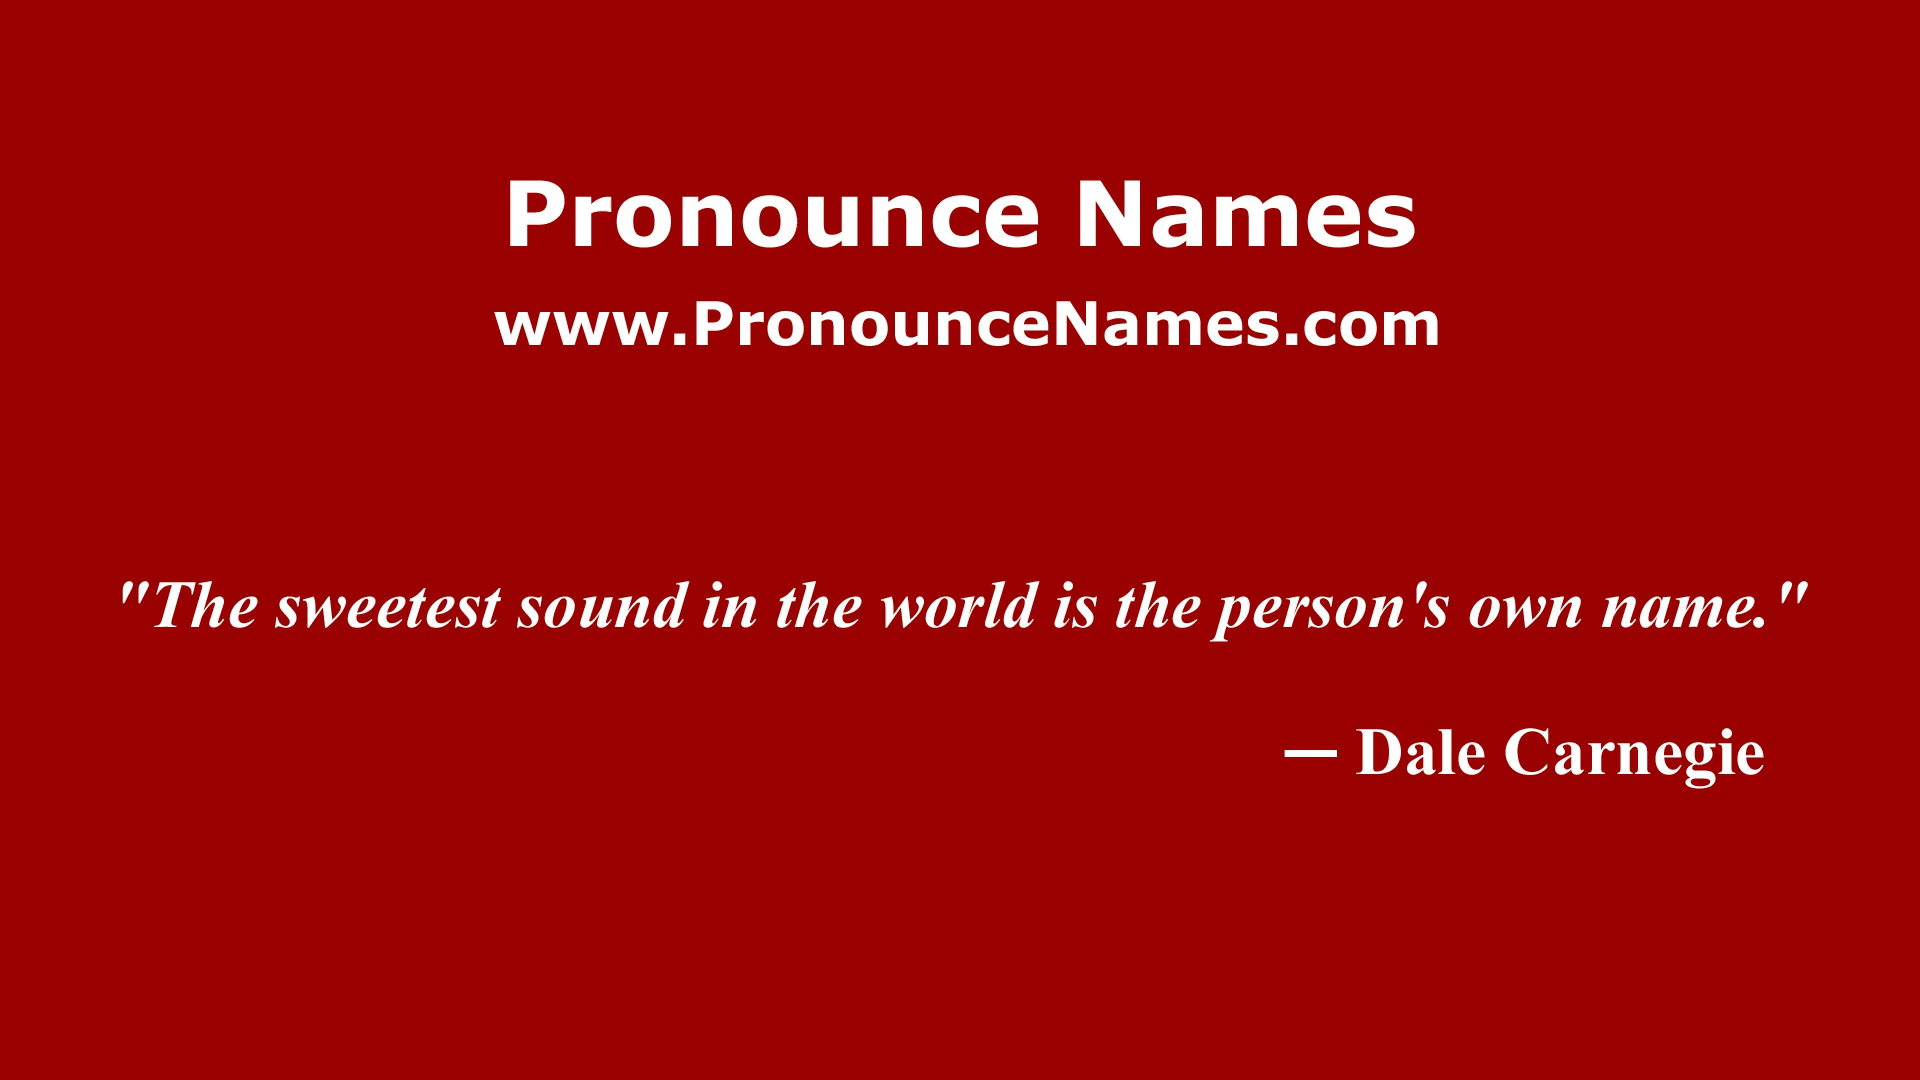 Pronounce Names
www.PronounceNames.com
"The sweetest sound in the world is the person's own name."
— Dale Carnegie